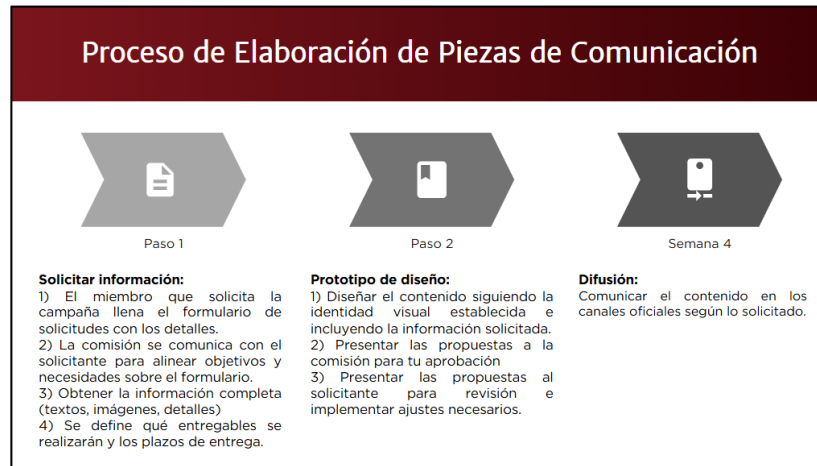 Proceso de Elaboración de Piezas de Comunicación
Paso 1
Solicitar información:
1) El miembro que solicita la
campaña llena el formulario de
solicitudes con los detalles.
2) La comisión se comunica con el
solicitante para alinear objetivos y
necesidades sobre el formulario.
3) Obtener la información completa
(textos, imágenes, detalles)
4) Se define qué entregables se
realizarán y los plazos de entrega.
Paso 2
Prototipo de diseño:
1) Diseñar el contenido siguiendo la
identidad visual establecida e
incluyendo la información solicitada.
2) Presentar las propuestas a la
comisión para tu aprobación
3) Presentar las propuestas al
solicitante para revisión e
implementar ajustes necesarios.
Semana 4
Difusión:
Comunicar el contenido en los
canales oficiales según lo solicitado.